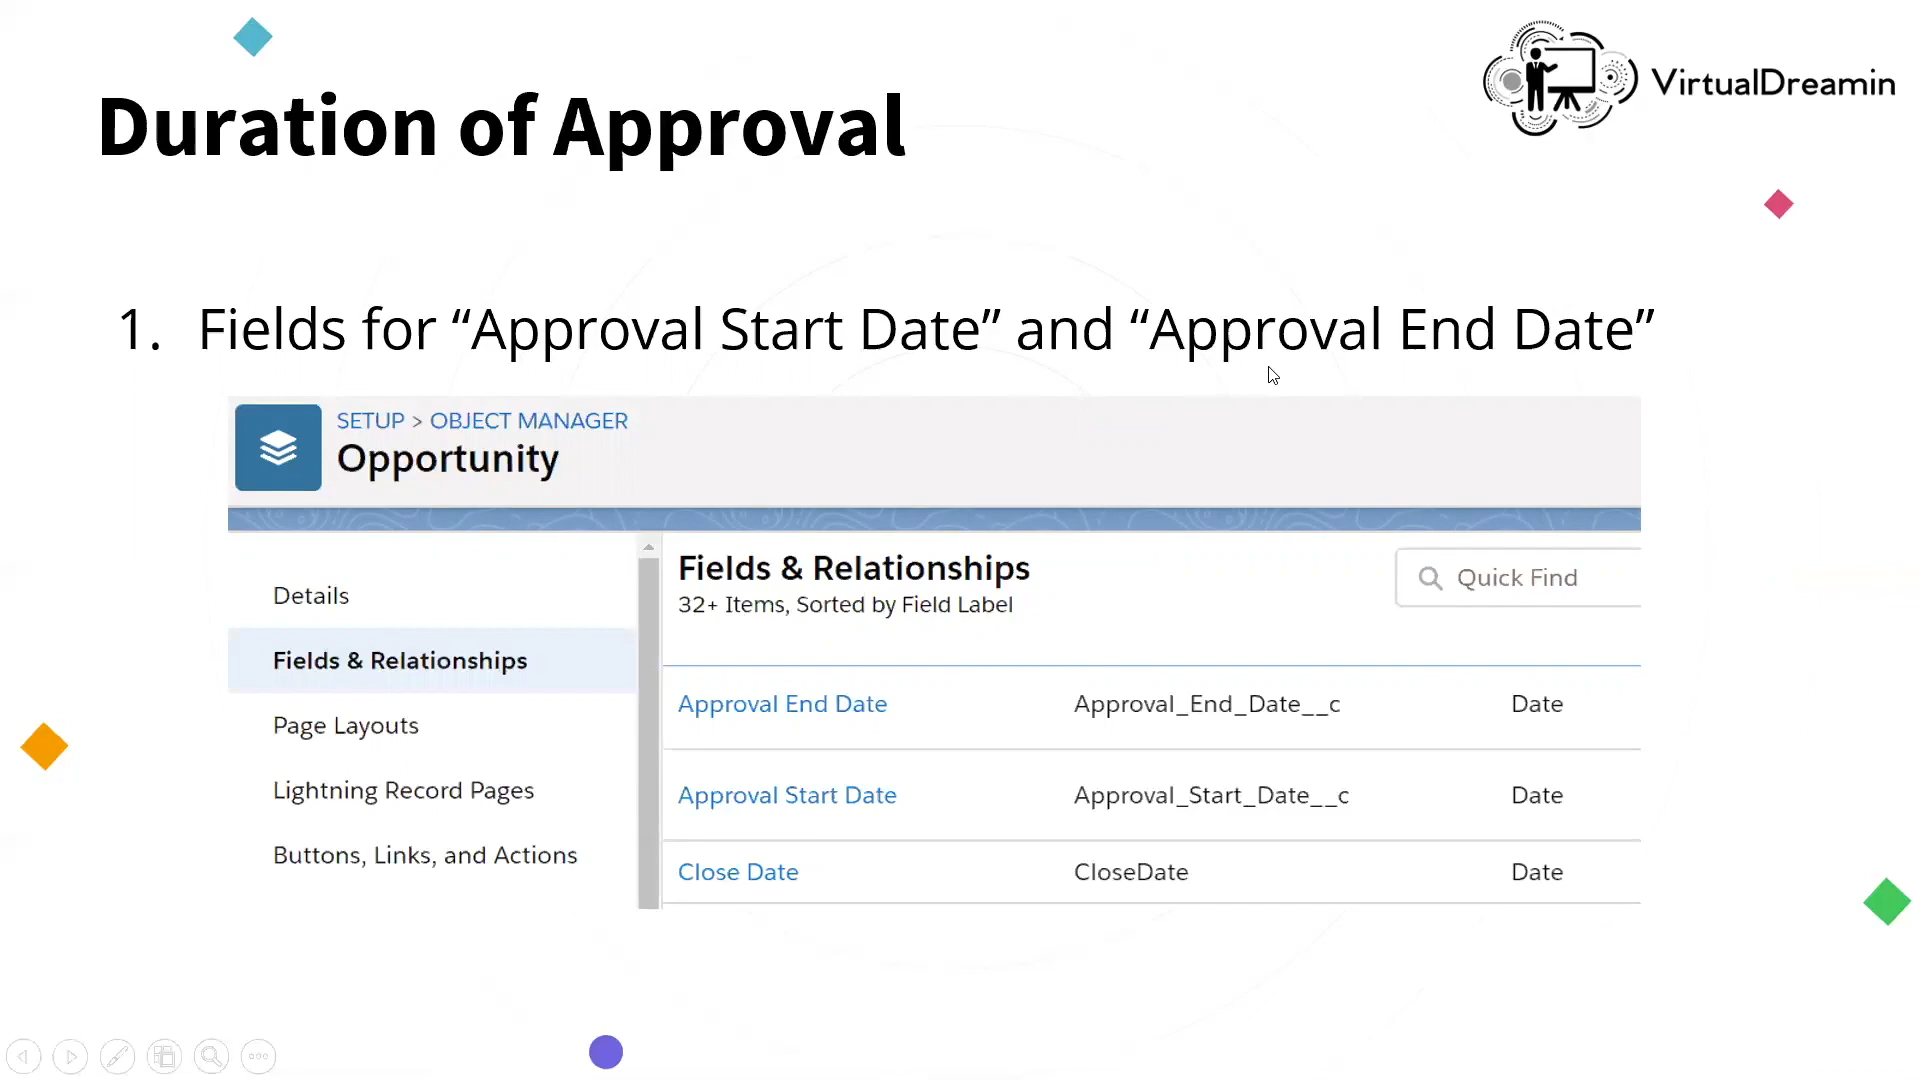 VirtualDreamin
Duration of Approval
1. Fields for “Approval Start Date” and “Approval End Date”
SETUP > OBJECT MANAGER
Opportunity
Details
Fields & Relationships
Page Layouts
Lightning Record Pages
Buttons, Links, and Actions
Fields & Relationships
32+ Items, Sorted by Field Label
Quick Find
Approval End Date Approval_End_Date__c Date
Approval Start Date Approval_Start_Date__c Date
Close Date CloseDate Date